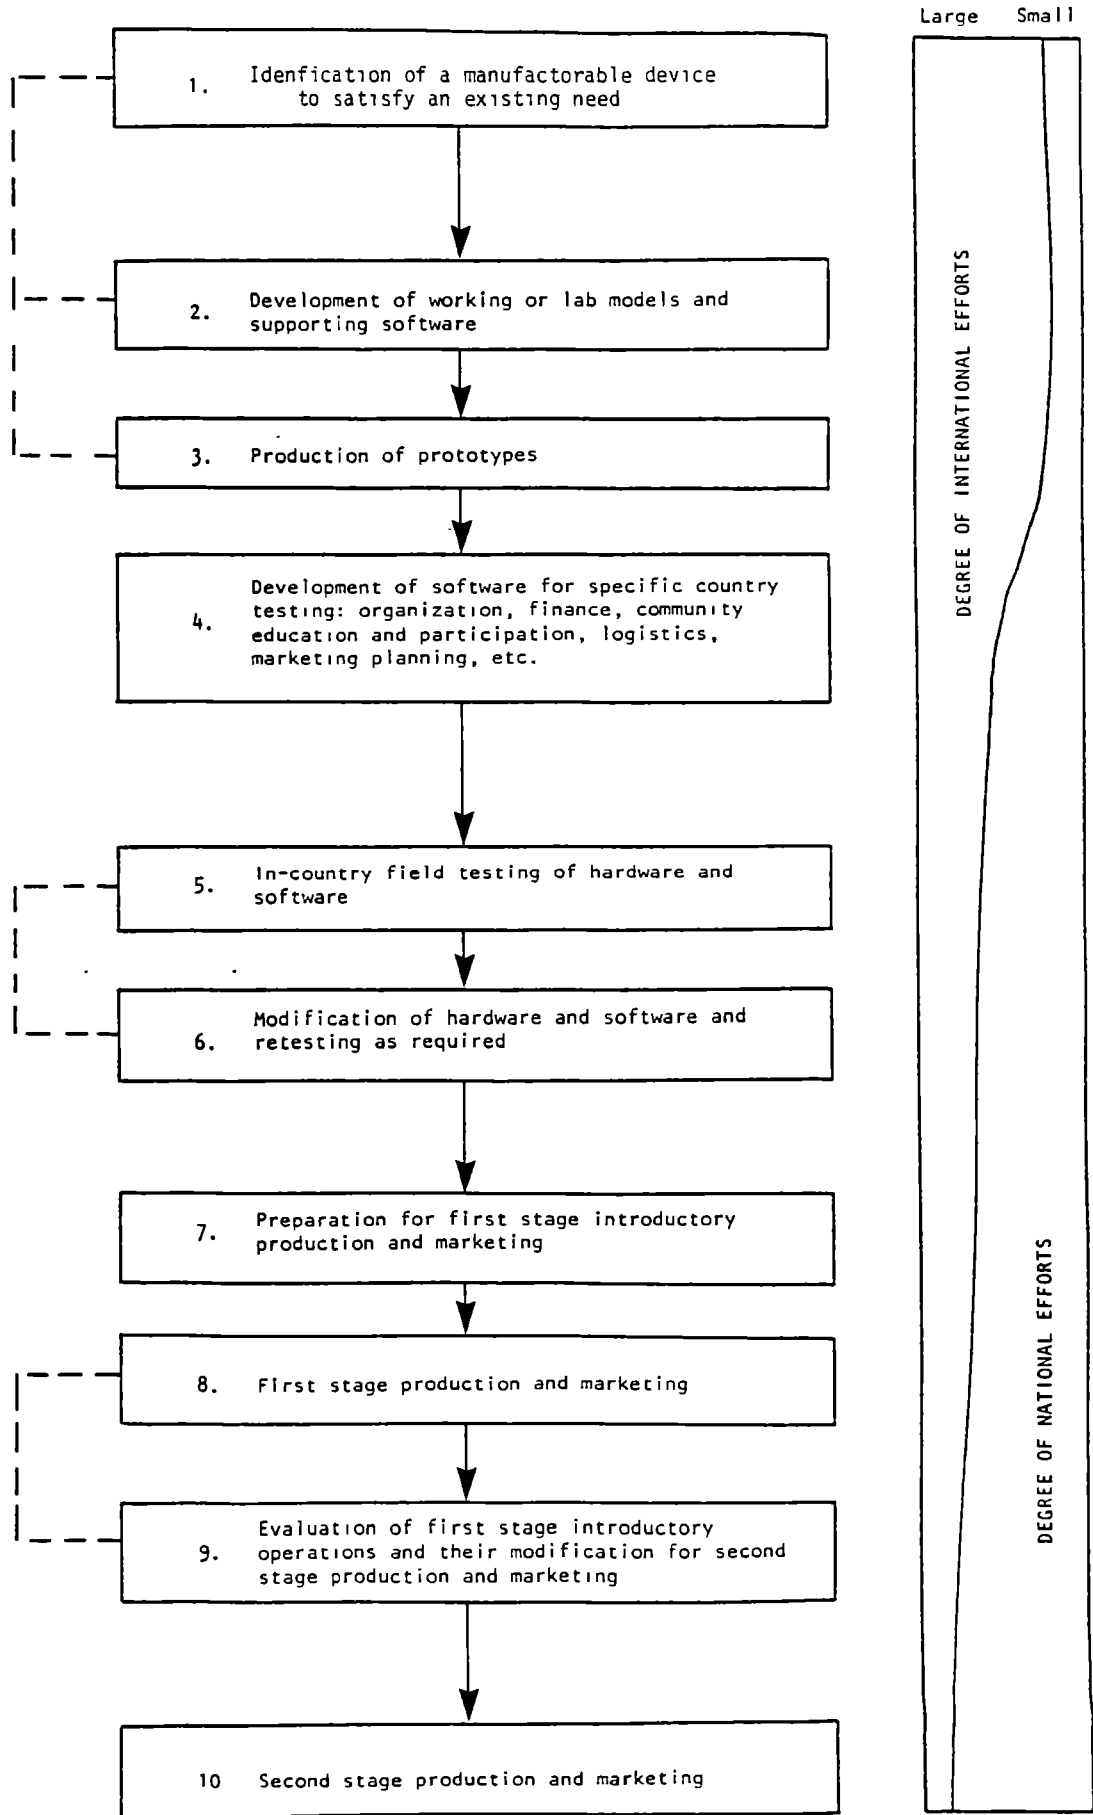 Large Small
1. Idenfication of a manufactorable device
to satisfy an existing need
2. Development of working or lab models and
supporting software
3. Production of prototypes
4. Development of software for specific country
testing: organization, finance, community
education and participation, logistics,
marketing planning, etc.
5. In-country field testing of hardware and
software
6. Modification of hardware and software and
retesting as required
7. Preparation for first stage introductory
production and marketing
8. First stage production and marketing
9. Evaluation of first stage introductory
operations and their modification for second
stage production and marketing
10 Second stage production and marketing
DEGREE OF INTERNATIONAL EFFORTS
DEGREE OF NATIONAL EFFORTS